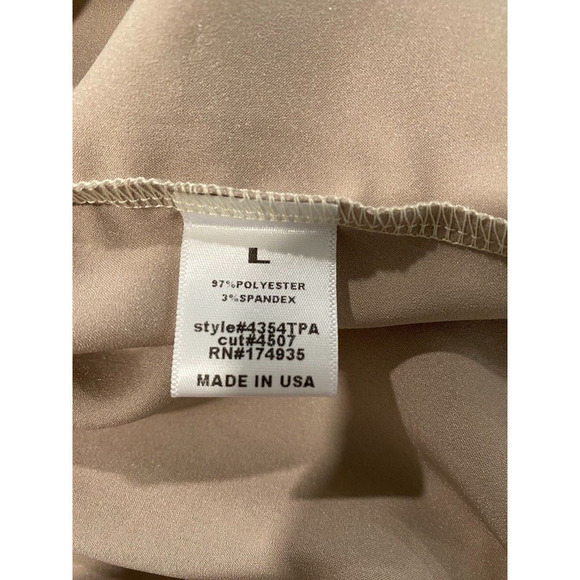 L
97%POLYESTER
3%SPANDEX
style#4354TPA
cut#4507
RN#174935
MADE IN USA